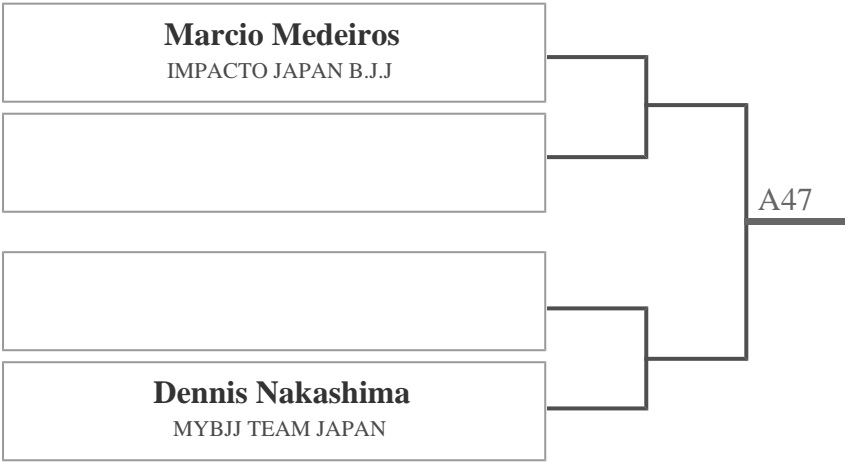 Marcio Medeiros
IMPACTO JAPAN B.J.J
A47
Dennis Nakashima
MYBJJ TEAM JAPAN